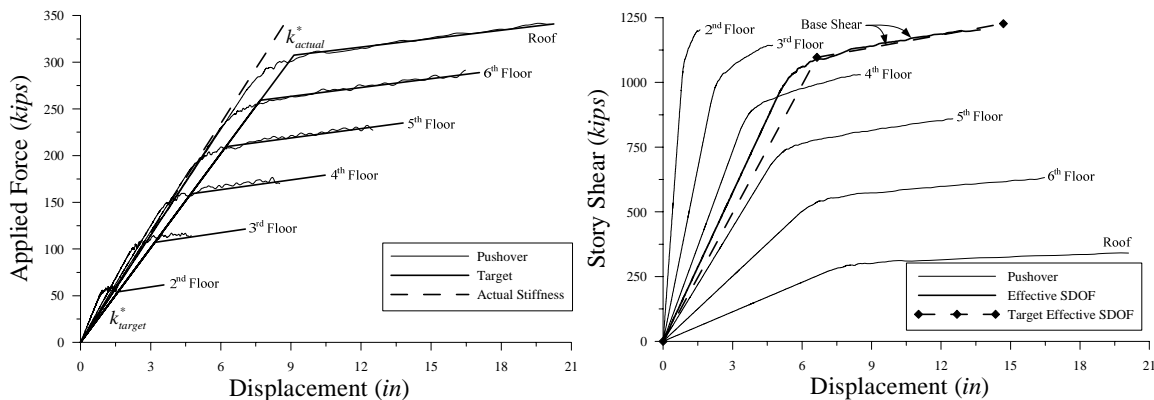 Applied Force (kips)
350
300
250
200
150
100
50
0
0 3 6 9 12 15 18 21
Displacement (in)
k*actual
Roof
6th Floor
5th Floor
4th Floor
3rd Floor
2nd Floor
k*target
Pushover
Target
Actual Stiffness
Story Shear (kips)
1250
1000
750
500
250
0
0 3 6 9 12 15 18 21
Displacement (in)
2nd Floor
Base Shear
3rd Floor
4th Floor
5th Floor
6th Floor
Roof
Pushover
Effective SDOF
Target Effective SDOF